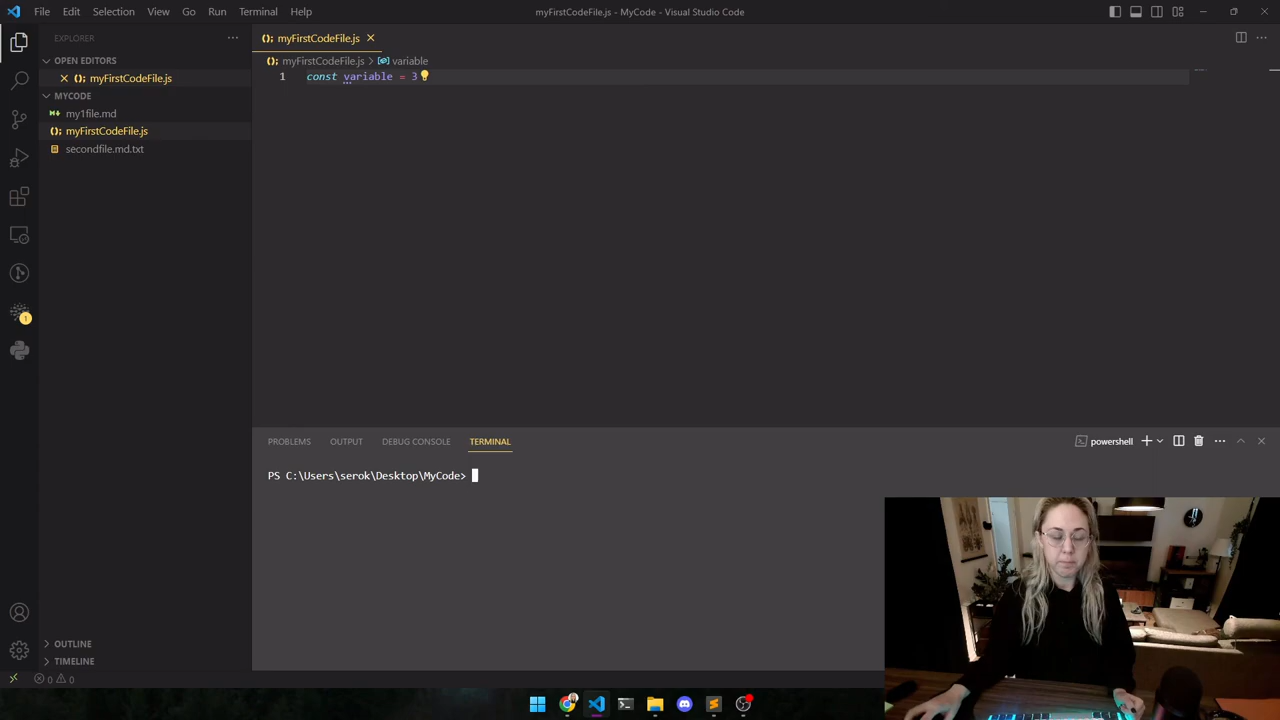 File Edit Selection View Go Run Terminal Help
myFirstCodeFile.js - MyCode - Visual Studio Code
EXPLORER
OPEN EDITORS
myFirstCodeFile.js
MYCODE
my1file.md
myFirstCodeFile.js
secondfile.md.txt
OUTLINE
TIMELINE
0 0
1
myFirstCodeFile.js
myFirstCodeFile.js > variable
1 const variable = 3
PROBLEMS OUTPUT DEBUG CONSOLE TERMINAL
powershell
PS C:\Users\serok\Desktop\MyCode>